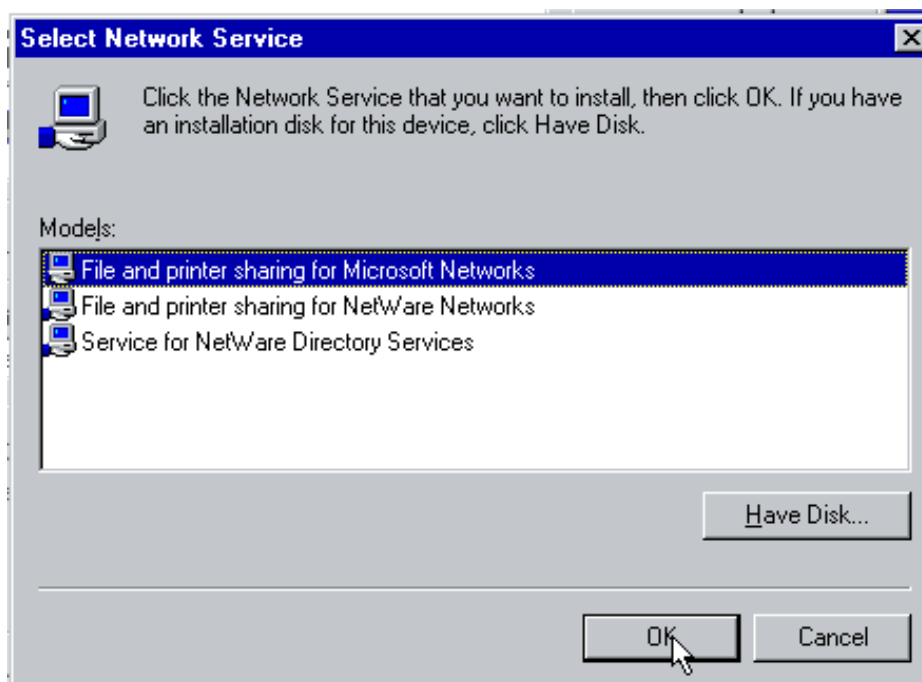 Select Network Service
Click the Network Service that you want to install, then click OK. If you have
an installation disk for this device, click Have Disk.
Models:
File and printer sharing for Microsoft Networks
File and printer sharing for NetWare Networks
Service for NetWare Directory Services
Have Disk...
OK
Cancel